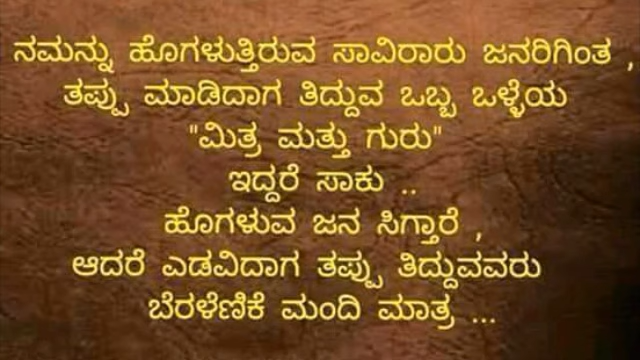 ನಮನ್ನು ಹೊಗಳುತ್ತಿರುವ ಸಾವಿರಾರು ಜನರಿಗಿಂತ ,
ತಪ್ಪು ಮಾಡಿದಾಗ ತಿದ್ದುವ ಒಬ್ಬ ಒಳ್ಳೆಯ
"ಮಿತ್ರ ಮತ್ತು ಗುರು"
ಇದ್ದರೆ ಸಾಕು ..
ಹೊಗಳುವ ಜನ ಸಿಗ್ತಾರೆ ,
ಆದರೆ ಎಡವಿದಾಗ ತಪ್ಪು ತಿದ್ದುವವರು
ಬೆರಳೆಣಿಕೆ ಮಂದಿ ಮಾತ್ರ ...